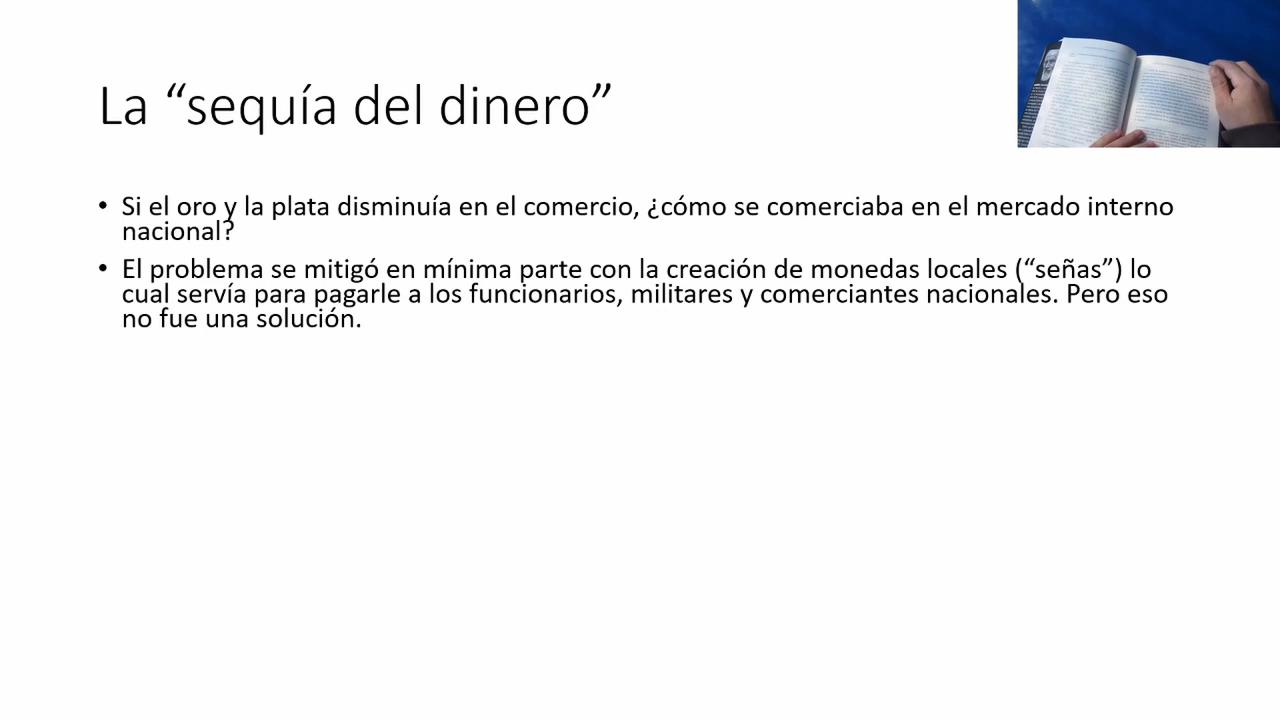 La “sequía del dinero”
• Si el oro y la plata disminuía en el comercio, ¿cómo se comerciaba en el mercado interno
nacional?
• El problema se mitigó en mínima parte con la creación de monedas locales (“señas”) lo
cual servía para pagarle a los funcionarios, militares y comerciantes nacionales. Pero eso
no fue una solución.